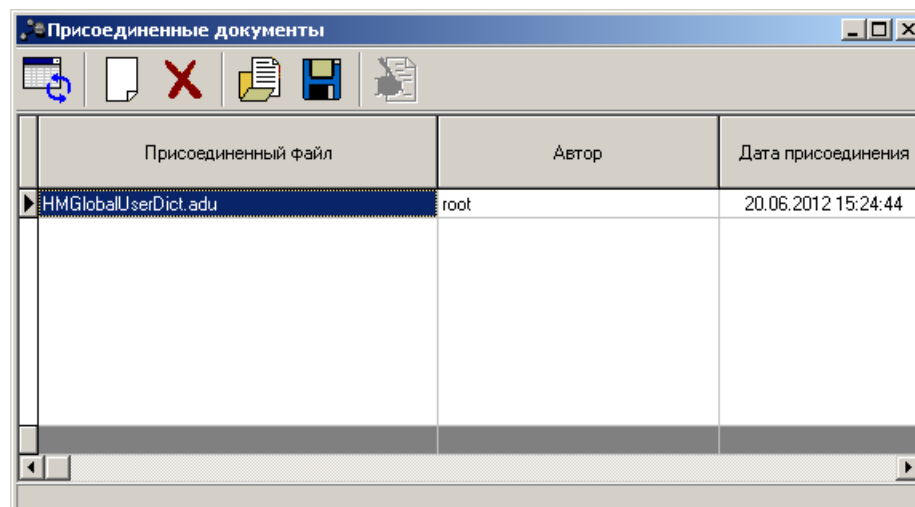 Присоединенные документы
Присоединенный файл Автор Дата присоединения
HMGlobalUserDict.adu root 20.06.2012 15:24:44